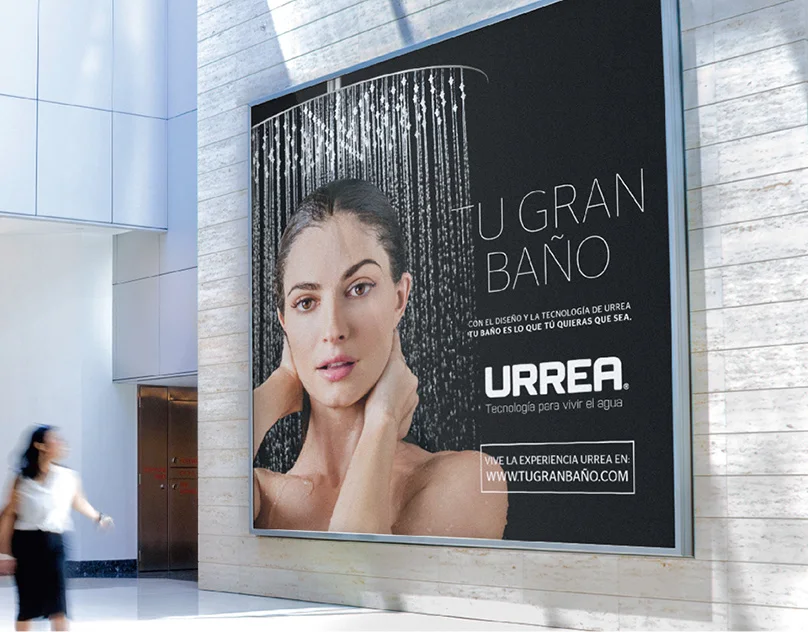 TU GRAN
BAÑO
CON EL DISEÑO Y LA TECNOLOGÍA DE URREA
TU BAÑO ES LO QUE TÚ QUIERAS QUE SEA.
URREA®
Tecnología para vivir el agua
VIVE LA EXPERIENCIA URREA EN:
WWW.TUGRANBAÑO.COM